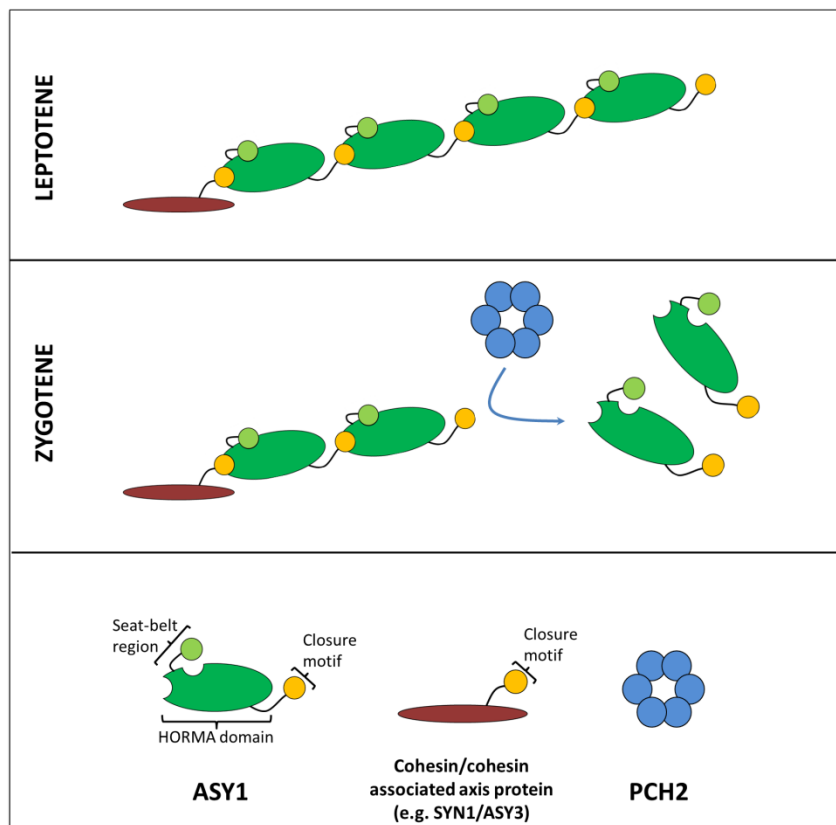 LEPTOTENE
ZYGOTENE
Seat-belt
region
Closure
motif
HORMA domain
ASY1
Closure
motif
Cohesin/cohesin
associated axis protein
(e.g. SYN1/ASY3)
PCH2